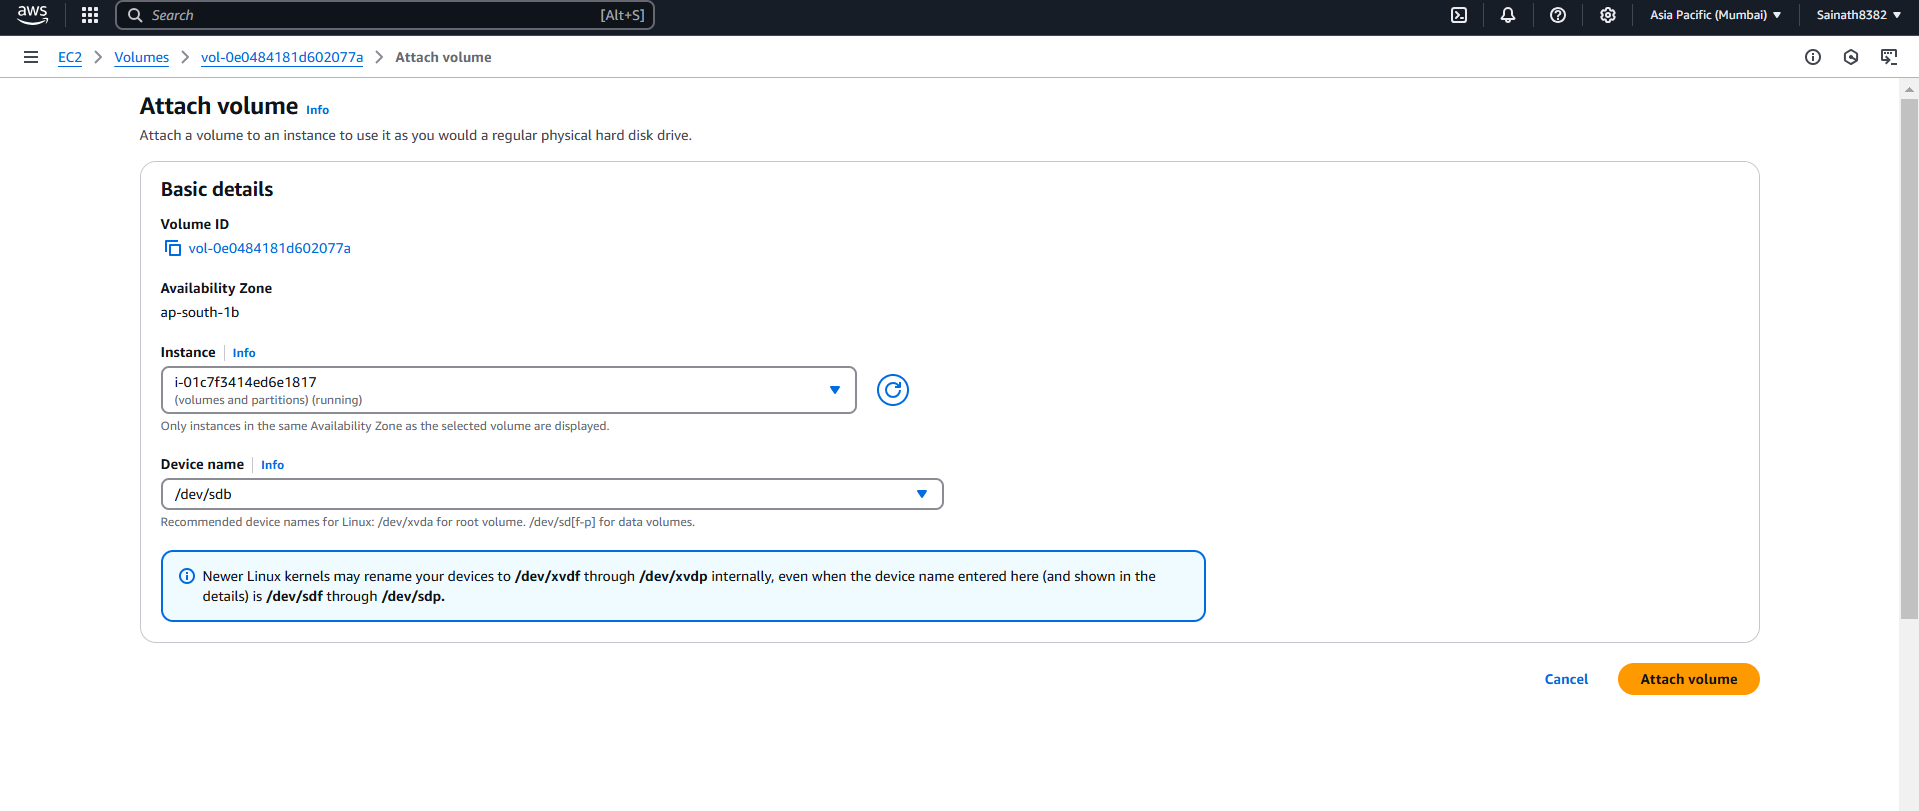 aws
Search [Alt+S]
Asia Pacific (Mumbai) Sainath8382
EC2 Volumes vol-0e0484181d602077a Attach volume
Attach volume Info
Attach a volume to an instance to use it as you would a regular physical hard disk drive.
Basic details
Volume ID
vol-0e0484181d602077a
Availability Zone
ap-south-1b
Instance Info
i-01c7f3414ed6e1817
(volumes and partitions) (running)
Only instances in the same Availability Zone as the selected volume are displayed.
Device name Info
/dev/sdb
Recommended device names for Linux: /dev/xvda for root volume. /dev/sd[f-p] for data volumes.
Newer Linux kernels may rename your devices to /dev/xvdf through /dev/xvdp internally, even when the device name entered here (and shown in the
details) is /dev/sdf through /dev/sdp.
Cancel Attach volume